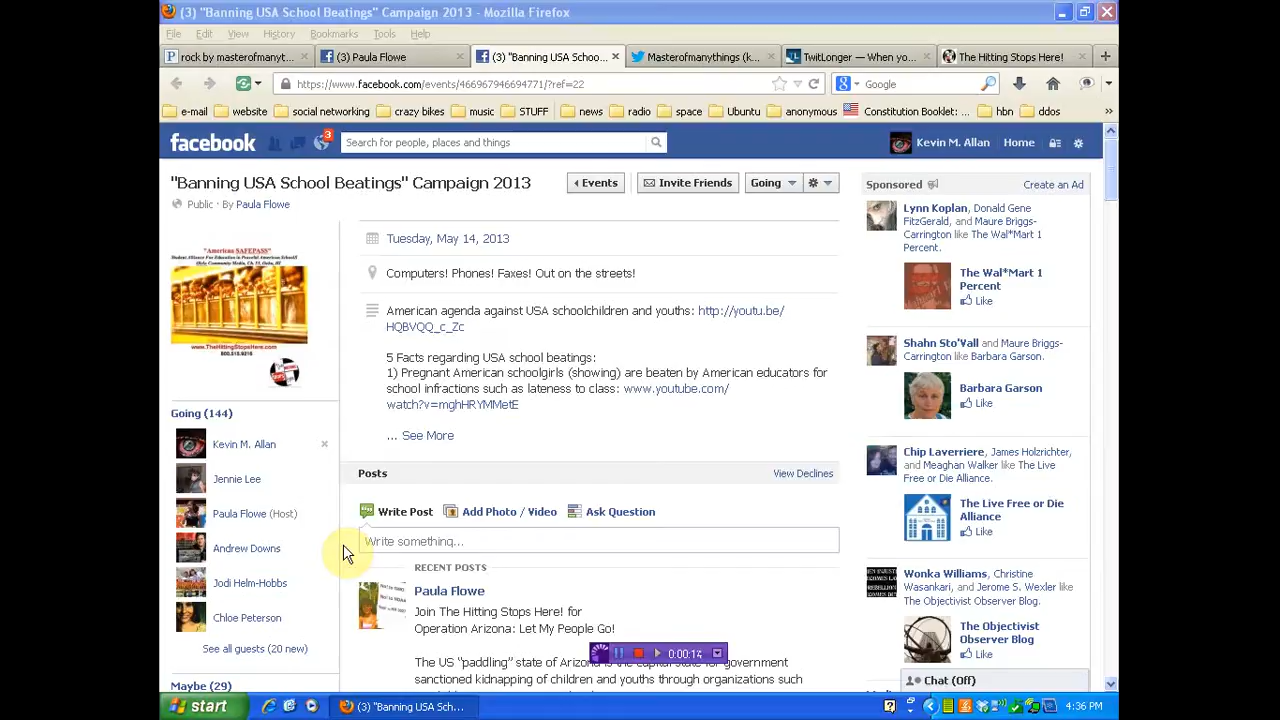 (3) "Banning USA School Beatings" Campaign 2013 - Mozilla Firefox
File Edit View History Bookmarks Tools Help
rock by masterofmanyt...
(3) Paula Flowe
(3) "Banning USA Schoo...
Masterofmanythings (k...
TwitLonger — When yo...
The Hitting Stops Here!
https://www.facebook.com/events/466967946694771/?ref=22
Google
e-mail website social networking crazy bikes music STUFF news radio space Ubuntu anonymous Constitution Booklet:... hbn ddos
facebook
3
Search for people, places and things
Kevin M. Allan Home
"Banning USA School Beatings" Campaign 2013
Public · By Paula Flowe
Events
Invite Friends
Going
"Americas SAFEPASS"
www.TheHittingStopsHere.com
Going (144)
Kevin M. Allan
Jennie Lee
Paula Flowe (Host)
Andrew Downs
Jodi Helm-Hobbs
Chloe Peterson
See all guests (20 new)
Maybe (29)
Tuesday, May 14, 2013
Computers! Phones! Faxes! Out on the streets!
American agenda against USA schoolchildren and youths: http://youtu.be/
HQBVQQ_c_Zc
5 Facts regarding USA school beatings:
1) Pregnant American schoolgirls (showing) are beaten by American educators for
school infractions such as lateness to class: www.youtube.com/
watch?v=mghHRYMMetE
... See More
Posts
View Declines
Write Post
Add Photo / Video
Ask Question
Write something...
RECENT POSTS
Paula Flowe
Join The Hitting Stops Here! for
Operation Arizona: Let My People Go!
The US "paddling" state of Arizona is the capital state for government
sanctioned kidnapping of children and youths through organizations such
0:00:14
Sponsored
Create an Ad
Lynn Koplan, Donald Gene
FitzGerald, and Maure Briggs-
Carrington like The Wal*Mart 1
Percent.
The Wal*Mart 1
Percent
Like
Shahn Sto'Vall and Maure Briggs-
Carrington like Barbara Garson.
Barbara Garson
Like
Chip Laverriere, James Holzrichter,
and Meaghan Walker like The Live
Free or Die Alliance.
The Live Free or Die
Alliance
Like
Wonka Williams, Christine
Wasankari, and Jerome S. Wexler like
The Objectivist Observer Blog.
The Objectivist
Observer Blog
Like
Chat (Off)
start
(3) "Banning USA Sch...
4:36 PM